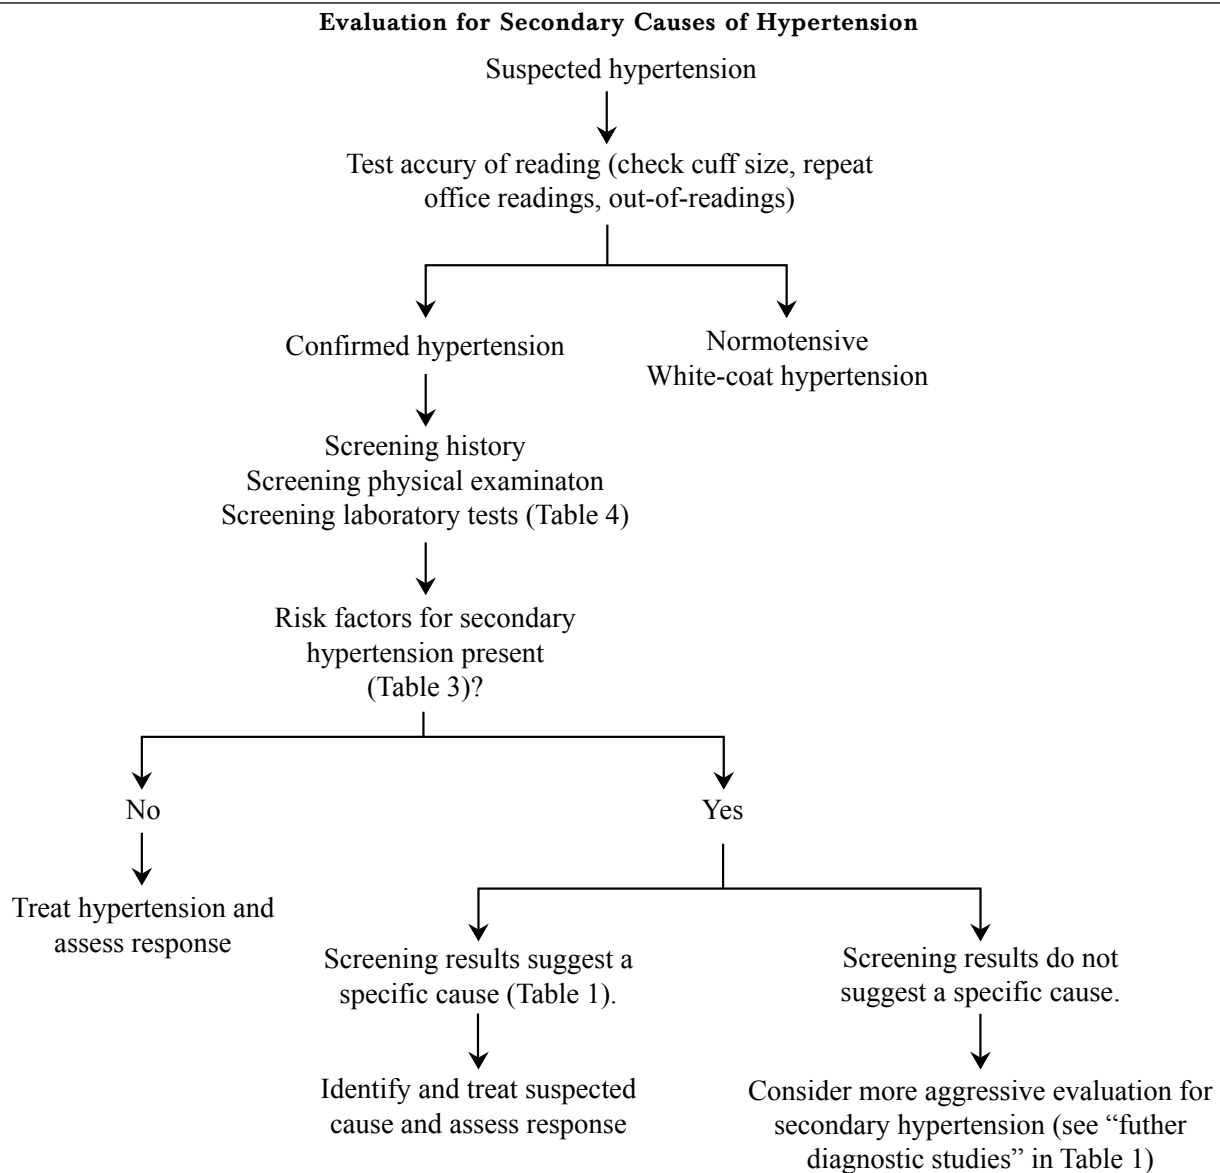 Evaluation for Secondary Causes of Hypertension
Suspected hypertension
Test accury of reading (check cuff size, repeat
office readings, out-of-readings)
Confirmed hypertension
Normotensive
White-coat hypertension
Screening history
Screening physical examinaton
Screening laboratory tests (Table 4)
Risk factors for secondary
hypertension present
(Table 3)?
No
Yes
Treat hypertension and
assess response
Screening results suggest a
specific cause (Table 1).
Screening results do not
suggest a specific cause.
Identify and treat suspected
cause and assess response
Consider more aggressive evaluation for
secondary hypertension (see “futher
diagnostic studies” in Table 1)